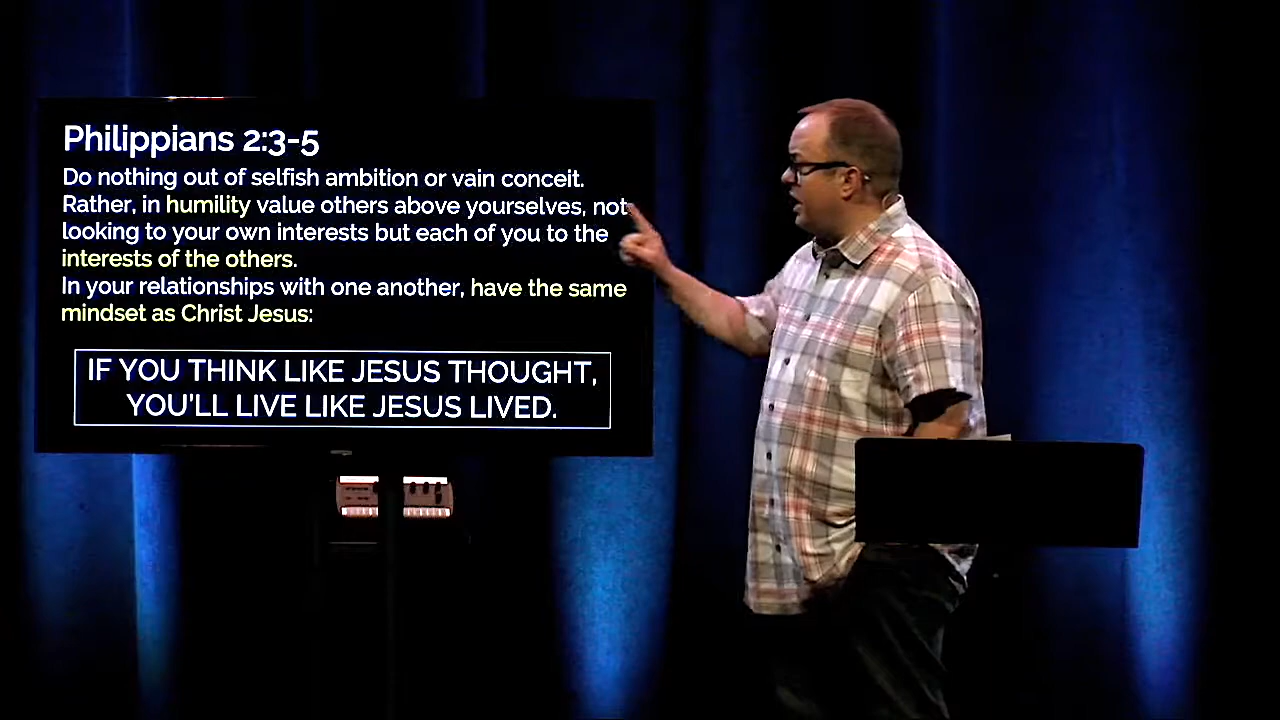 Philippians 2:3-5
Do nothing out of selfish ambition or vain conceit.
Rather, in humility value others above yourselves, not
looking to your own interests but each of you to the
interests of the others.
In your relationships with one another, have the same
mindset as Christ Jesus:
IF YOU THINK LIKE JESUS THOUGHT,
YOU'LL LIVE LIKE JESUS LIVED.